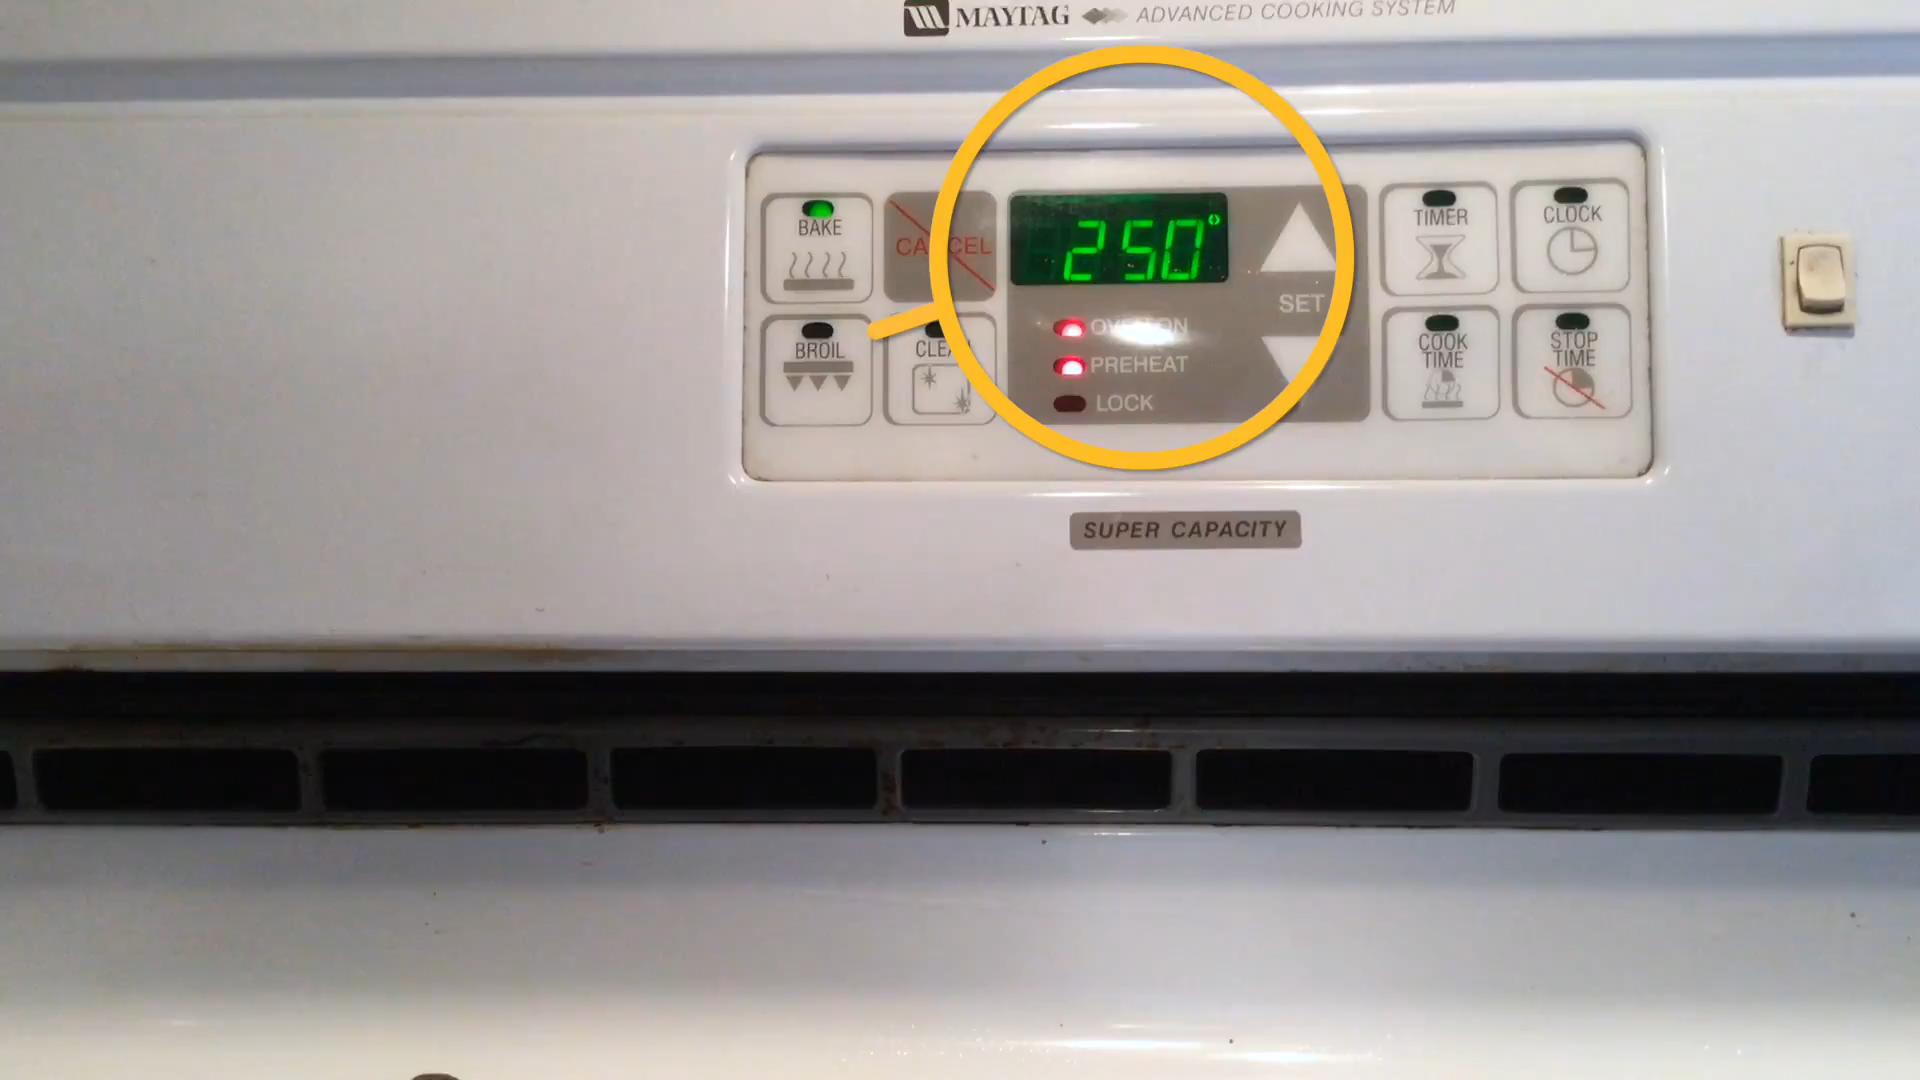 MAYTAG ADVANCED COOKING SYSTEM
BAKE
CANCEL
250°
SET
TIMER
CLOCK
BROIL
CLEAN
OVEN ON
PREHEAT
LOCK
COOK
TIME
STOP
TIME
SUPER CAPACITY